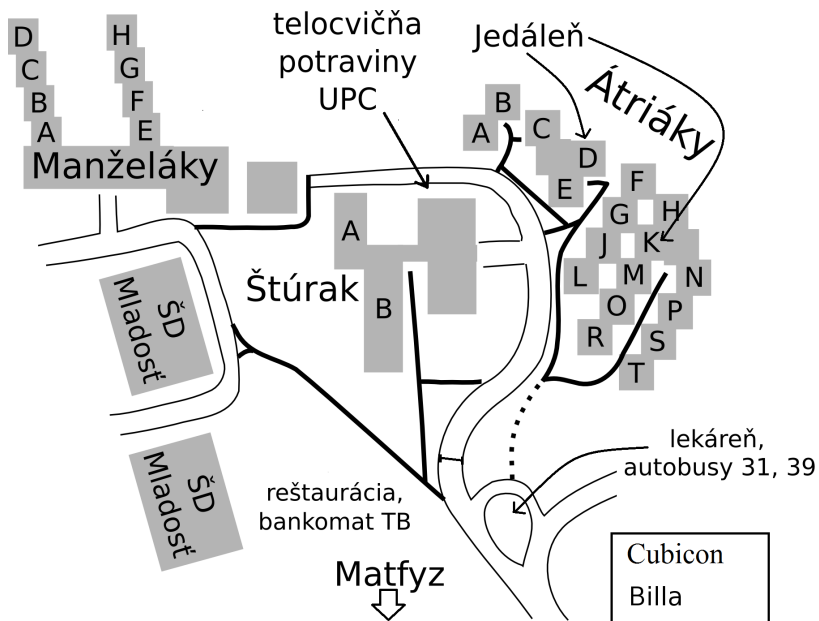 telocvičňa
potraviny
UPC
Jedáleň
Átriáky
D
C
B
A
H
G
F
E
Manželáky
B
A
C
D
E
F
G
H
J
K
L
M
N
O
P
R
S
T
A
B
Štúrak
ŠD
Mladosť
ŠD
Mladosť
reštaurácia,
bankomat TB
lekáreň,
autobusy 31, 39
Matfyz
Cubicon
Billa